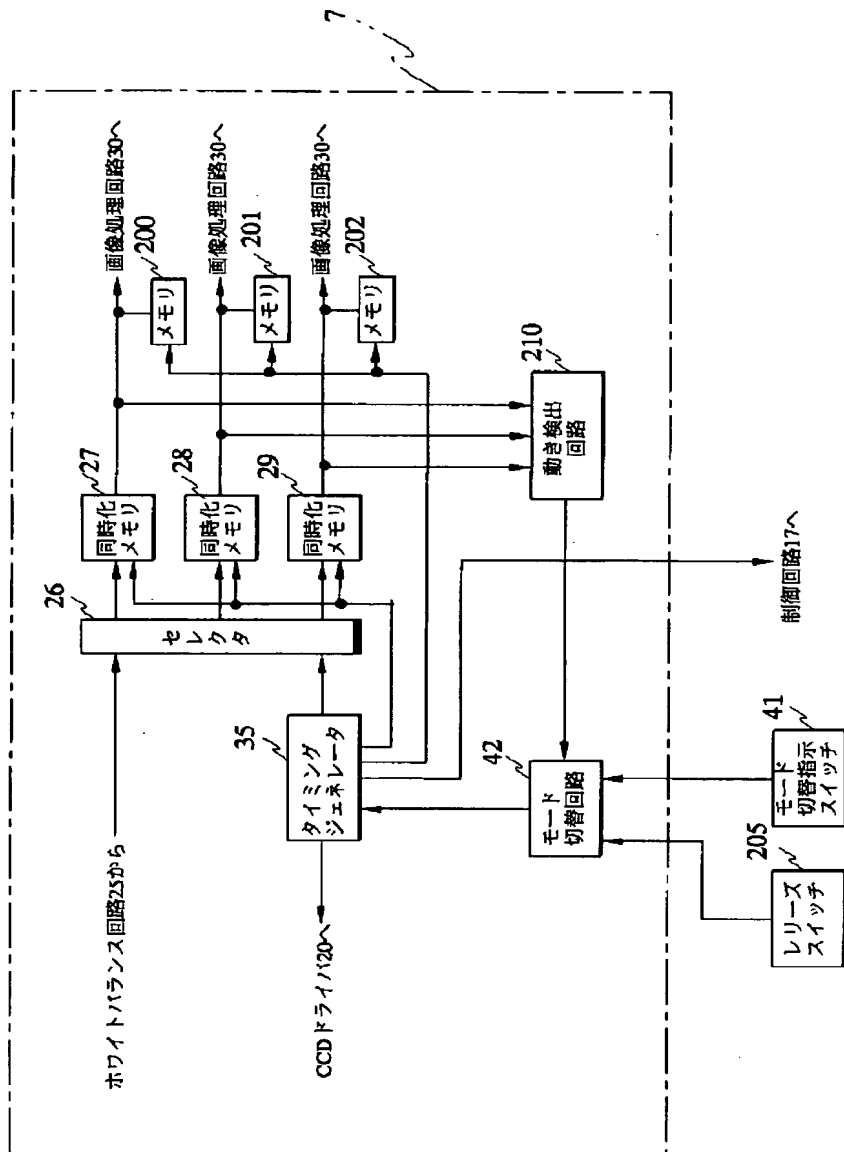 7
ホワイトバランス回路25から
26
セレクタ
27
同時化
メモリ
28
同時化
メモリ
29
同時化
メモリ
画像処理回路30へ
200
メモリ
画像処理回路30へ
201
メモリ
画像処理回路30へ
202
メモリ
CCDドライバ20へ
35
タイミング
ジェネレータ
210
動き検出
回路
42
モード
切替回路
制御回路17へ
205
レリーズ
スイッチ
41
モード
切替指示
スイッチ